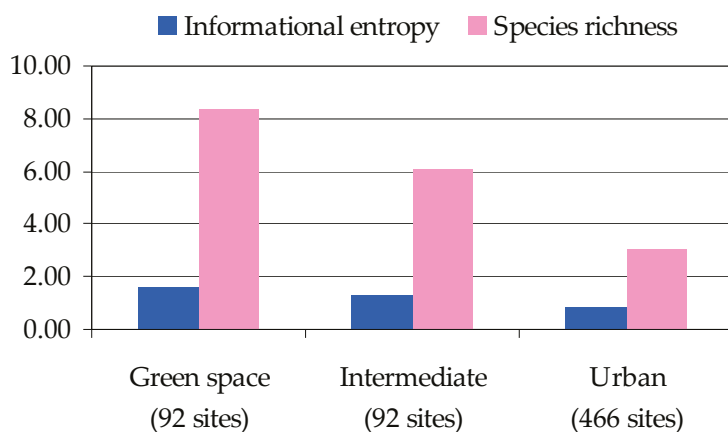 Informational entropy Species richness
10.00
8.00
6.00
4.00
2.00
0.00
Green space Intermediate Urban
(92 sites) (92 sites) (466 sites)